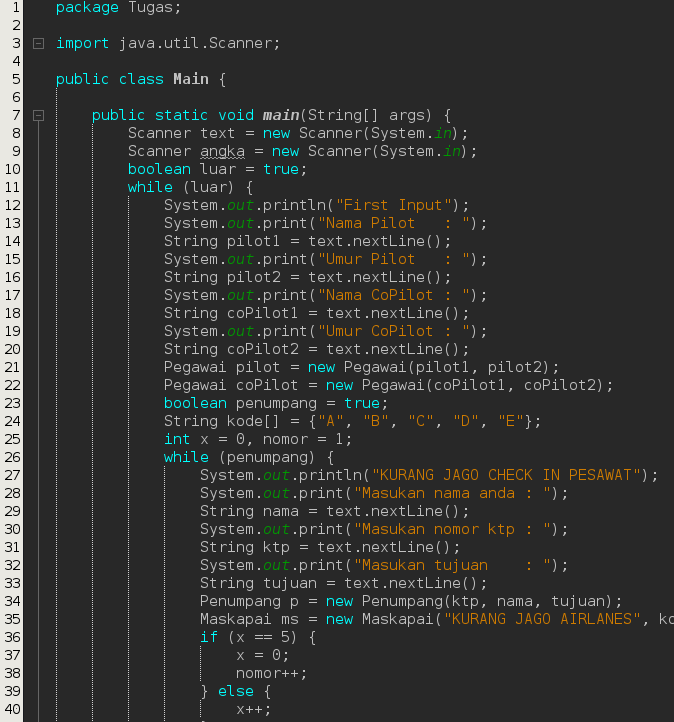 1 package Tugas;
2
3 import java.util.Scanner;
4
5 public class Main {
6
7     public static void main(String[] args) {
8         Scanner text = new Scanner(System.in);
9         Scanner angka = new Scanner(System.in);
10         boolean luar = true;
11         while (luar) {
12             System.out.println("First Input");
13             System.out.print("Nama Pilot   : ");
14             String pilot1 = text.nextLine();
15             System.out.print("Umur Pilot   : ");
16             String pilot2 = text.nextLine();
17             System.out.print("Nama CoPilot : ");
18             String coPilot1 = text.nextLine();
19             System.out.print("Umur CoPilot : ");
20             String coPilot2 = text.nextLine();
21             Pegawai pilot = new Pegawai(pilot1, pilot2);
22             Pegawai coPilot = new Pegawai(coPilot1, coPilot2);
23             boolean penumpang = true;
24             String kode[] = {"A", "B", "C", "D", "E"};
25             int x = 0, nomor = 1;
26             while (penumpang) {
27                 System.out.println("KURANG JAGO CHECK IN PESAWAT");
28                 System.out.print("Masukan nama anda : ");
29                 String nama = text.nextLine();
30                 System.out.print("Masukan nomor ktp : ");
31                 String ktp = text.nextLine();
32                 System.out.print("Masukan tujuan    : ");
33                 String tujuan = text.nextLine();
34                 Penumpang p = new Penumpang(ktp, nama, tujuan);
35                 Maskapai ms = new Maskapai("KURANG JAGO AIRLANES", ko
36                 if (x == 5) {
37                     x = 0;
38                     nomor++;
39                 } else {
40                     x++;